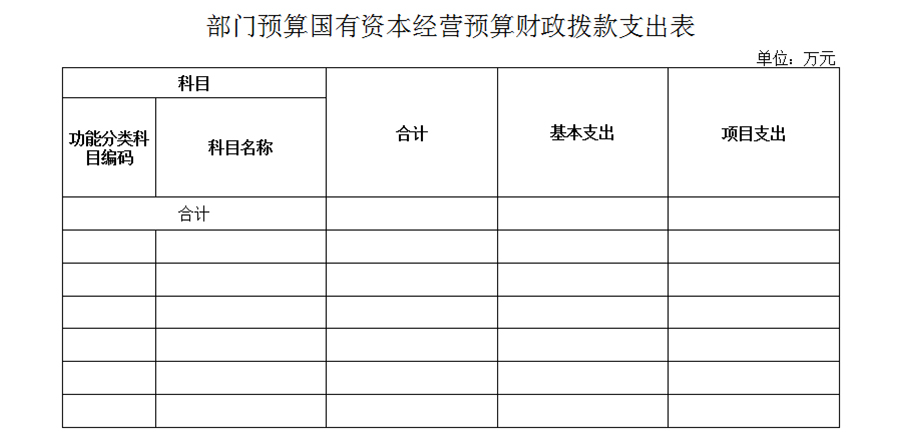 部门预算国有资本经营预算财政拨款支出表
单位：万元
科目
合计
基本支出
项目支出
功能分类科
目编码
科目名称
合计